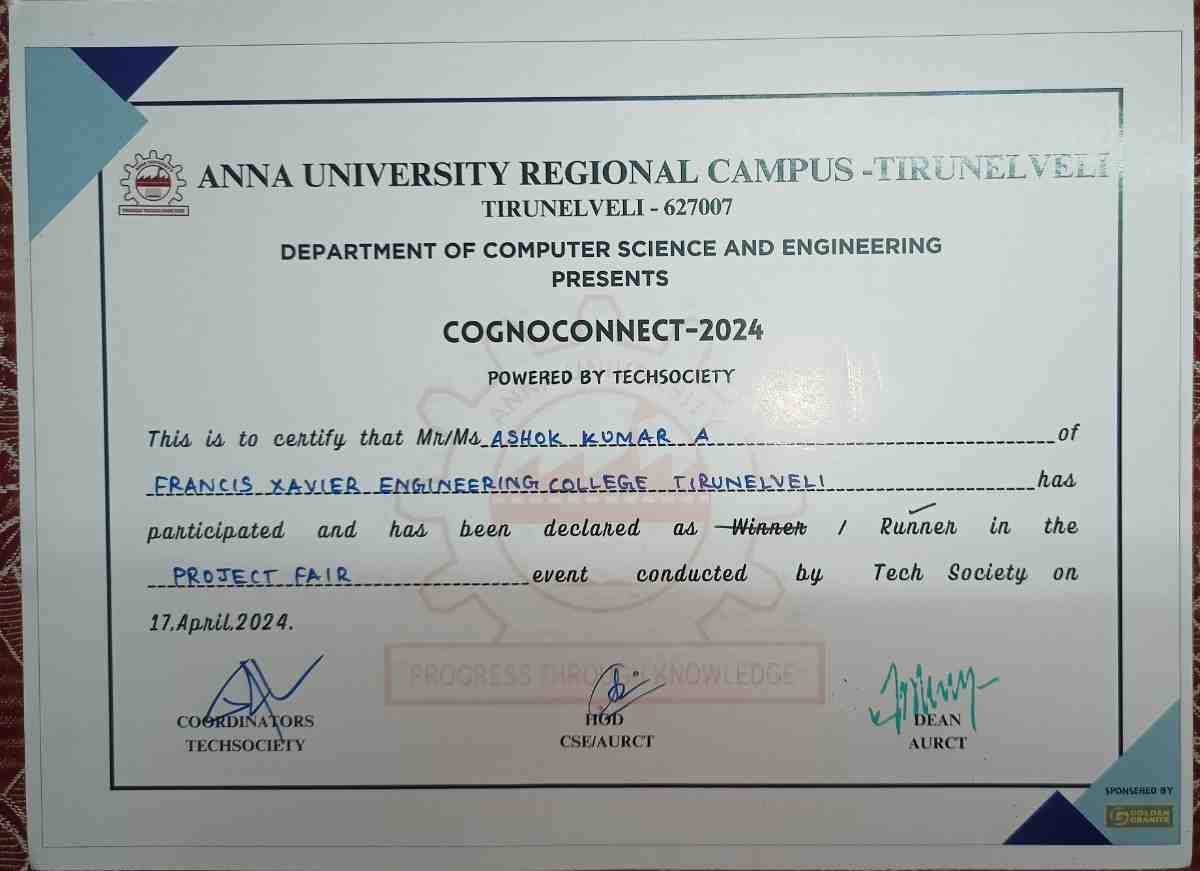 ANNA UNIVERSITY REGIONAL CAMPUS -TIRUNELVELI
TIRUNELVELI - 627007
DEPARTMENT OF COMPUTER SCIENCE AND ENGINEERING
PRESENTS
COGNOCONNECT-2024
POWERED BY TECHSOCIETY
This is to certify that Mr/Ms ASHOK KUMAR A of
FRANCIS XAVIER ENGINEERING COLLEGE TIRUNELVELI has
participated and has been declared as Winner / Runner in the
PROJECT FAIR event conducted by Tech Society on
17.April.2024.
PROGRESS THROUGH KNOWLEDGE
COORDINATORS
TECHSOCIETY
HOD
CSE/AURCT
DEAN
AURCT
SPONSERED BY
GOLDEN
GRANITE